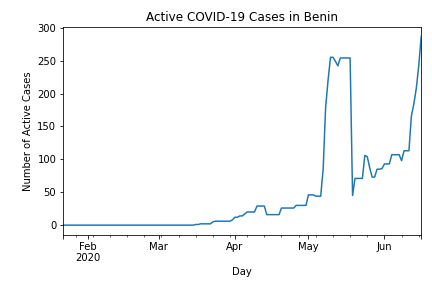 Active COVID-19 Cases in Benin
Number of Active Cases
300
250
200
150
100
50
0
Feb
2020
Mar
Apr
May
Jun
Day